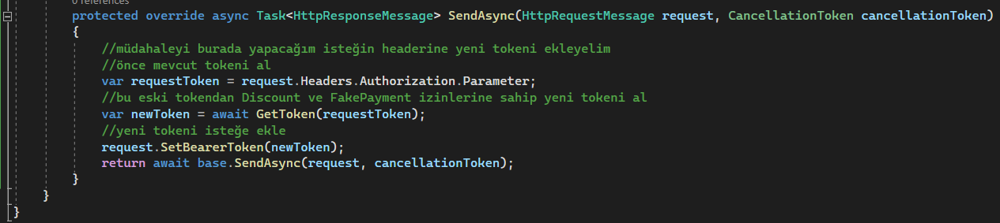 0 references
protected override async Task<HttpResponseMessage> SendAsync(HttpRequestMessage request, CancellationToken cancellationToken)
{
//müdahaleyi burada yapacağım isteğin headerine yeni tokeni ekleyelim
//önce mevcut tokeni al
var requestToken = request.Headers.Authorization.Parameter;
//bu eski tokendan Discount ve FakePayment izinlerine sahip yeni tokeni al
var newToken = await GetToken(requestToken);
//yeni tokeni isteğe ekle
request.SetBearerToken(newToken);
return await base.SendAsync(request, cancellationToken);
}
}
}